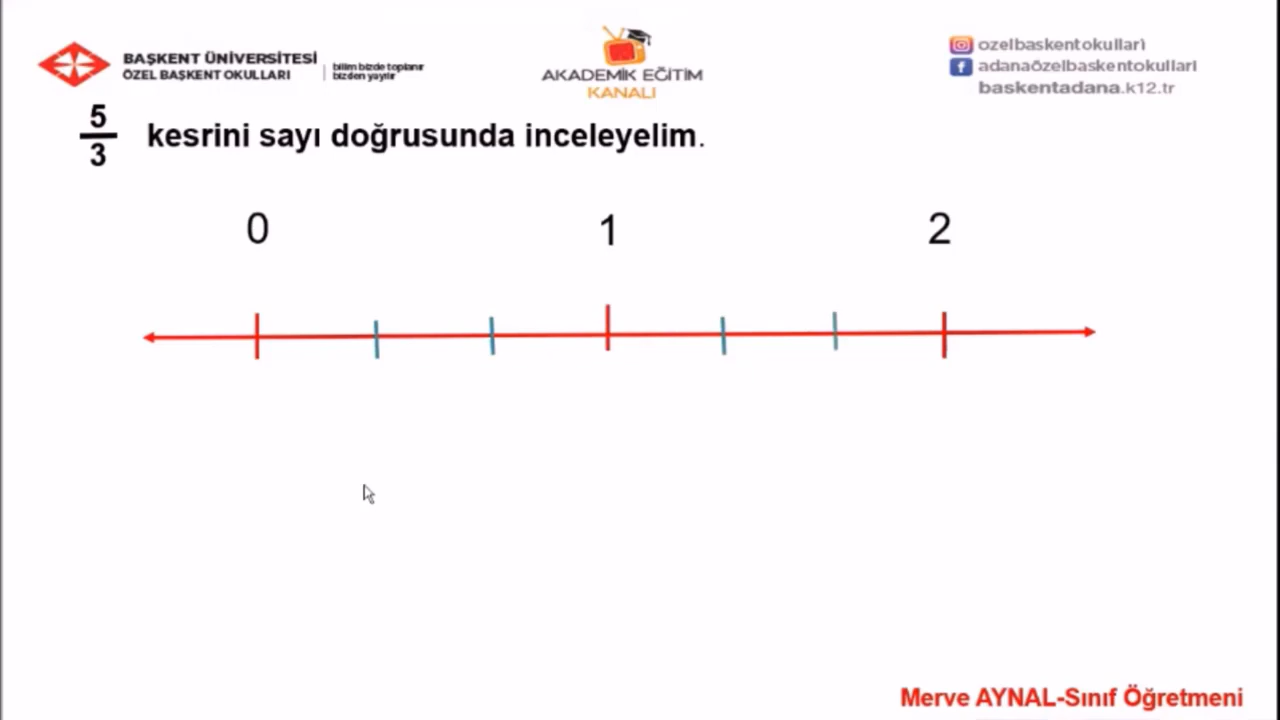 BAŞKENT ÜNİVERSİTESİ
ÖZEL BAŞKENT OKULLARI
bilim bizde toplanır
bizden yayılır
AKADEMİK EĞİTİM
KANALI
ozelbaskentokullari
adanaözelbaskentokullari
baskentadana.k12.tr
5
3
kesrini sayı doğrusunda inceleyelim.
0 1 2
Merve AYNAL-Sınıf Öğretmeni